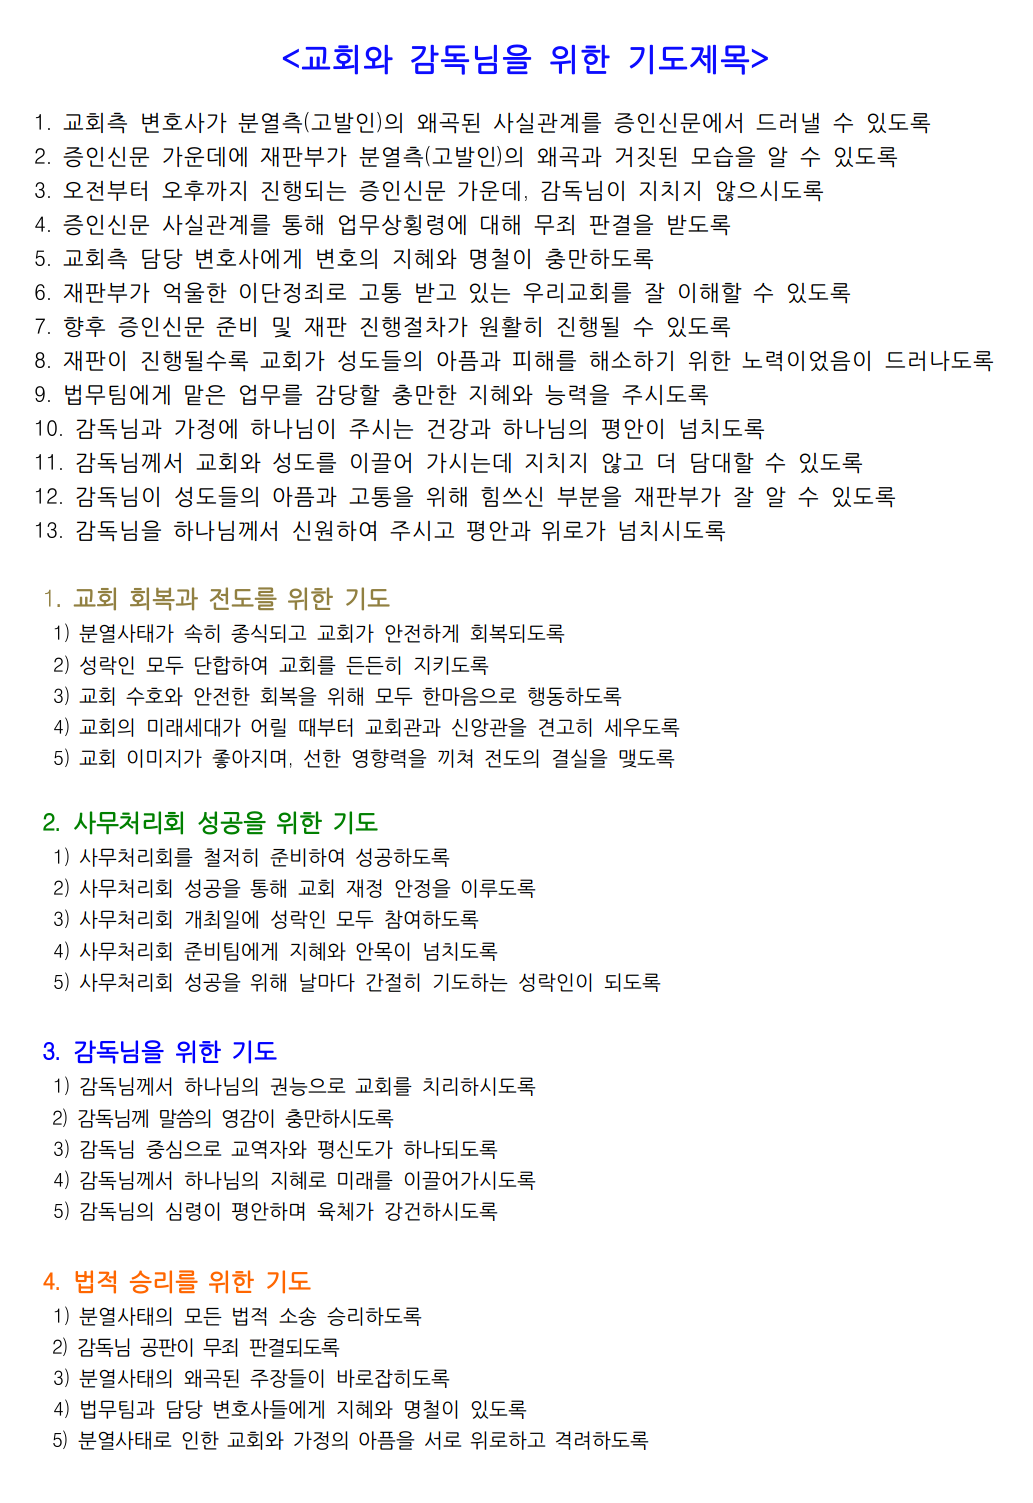 <교회와 감독님을 위한 기도제목>
1. 교회측 변호사가 분열측(고발인)의 왜곡된 사실관계를 증인신문에서 드러낼 수 있도록
2. 증인신문 가운데에 재판부가 분열측(고발인)의 왜곡과 거짓된 모습을 알 수 있도록
3. 오전부터 오후까지 진행되는 증인신문 가운데, 감독님이 지치지 않으시도록
4. 증인신문 사실관계를 통해 업무상횡령에 대해 무죄 판결을 받도록
5. 교회측 담당 변호사에게 변호의 지혜와 명철이 충만하도록
6. 재판부가 억울한 이단정죄로 고통 받고 있는 우리교회를 잘 이해할 수 있도록
7. 향후 증인신문 준비 및 재판 진행절차가 원활히 진행될 수 있도록
8. 재판이 진행될수록 교회가 성도들의 아픔과 피해를 해소하기 위한 노력이었음이 드러나도록
9. 법무팀에게 맡은 업무를 감당할 충만한 지혜와 능력을 주시도록
10. 감독님과 가정에 하나님이 주시는 건강과 하나님의 평안이 넘치도록
11. 감독님께서 교회와 성도를 이끌어 가시는데 지치지 않고 더 담대할 수 있도록
12. 감독님이 성도들의 아픔과 고통을 위해 힘쓰신 부분을 재판부가 잘 알 수 있도록
13. 감독님을 하나님께서 신원하여 주시고 평안과 위로가 넘치시도록
1. 교회 회복과 전도를 위한 기도
1) 분열사태가 속히 종식되고 교회가 안전하게 회복되도록
2) 성락인 모두 단합하여 교회를 든든히 지키도록
3) 교회 수호와 안전한 회복을 위해 모두 한마음으로 행동하도록
4) 교회의 미래세대가 어릴 때부터 교회관과 신앙관을 견고히 세우도록
5) 교회 이미지가 좋아지며, 선한 영향력을 끼쳐 전도의 결실을 맺도록
2. 사무처리회 성공을 위한 기도
1) 사무처리회를 철저히 준비하여 성공하도록
2) 사무처리회 성공을 통해 교회 재정 안정을 이루도록
3) 사무처리회 개최일에 성락인 모두 참여하도록
4) 사무처리회 준비팀에게 지혜와 안목이 넘치도록
5) 사무처리회 성공을 위해 날마다 간절히 기도하는 성락인이 되도록
3. 감독님을 위한 기도
1) 감독님께서 하나님의 권능으로 교회를 치리하시도록
2) 감독님께 말씀의 영감이 충만하시도록
3) 감독님 중심으로 교역자와 평신도가 하나되도록
4) 감독님께서 하나님의 지혜로 미래를 이끌어가시도록
5) 감독님의 심령이 평안하며 육체가 강건하시도록
4. 법적 승리를 위한 기도
1) 분열사태의 모든 법적 소송 승리하도록
2) 감독님 공판이 무죄 판결되도록
3) 분열사태의 왜곡된 주장들이 바로잡히도록
4) 법무팀과 담당 변호사들에게 지혜와 명철이 있도록
5) 분열사태로 인한 교회와 가정의 아픔을 서로 위로하고 격려하도록